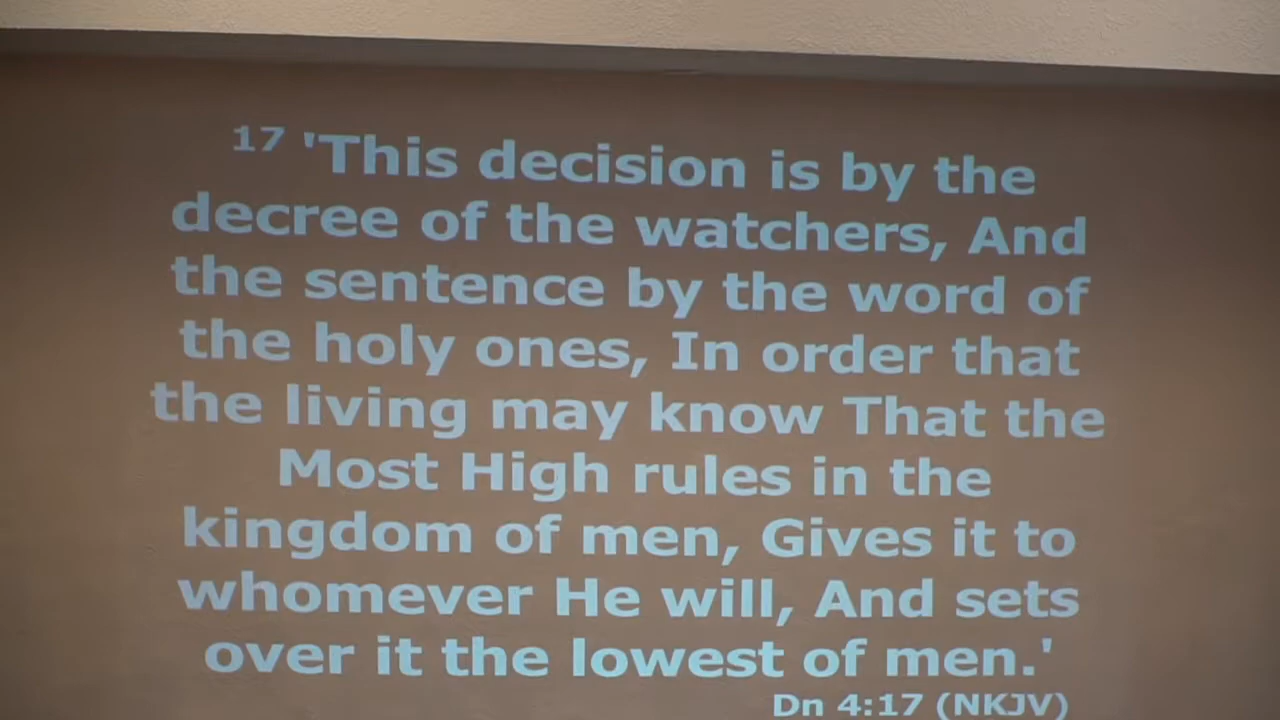 17 'This decision is by the
decree of the watchers, And
the sentence by the word of
the holy ones, In order that
the living may know That the
Most High rules in the
kingdom of men, Gives it to
whomever He will, And sets
over it the lowest of men.'
Dn 4:17 (NKJV)